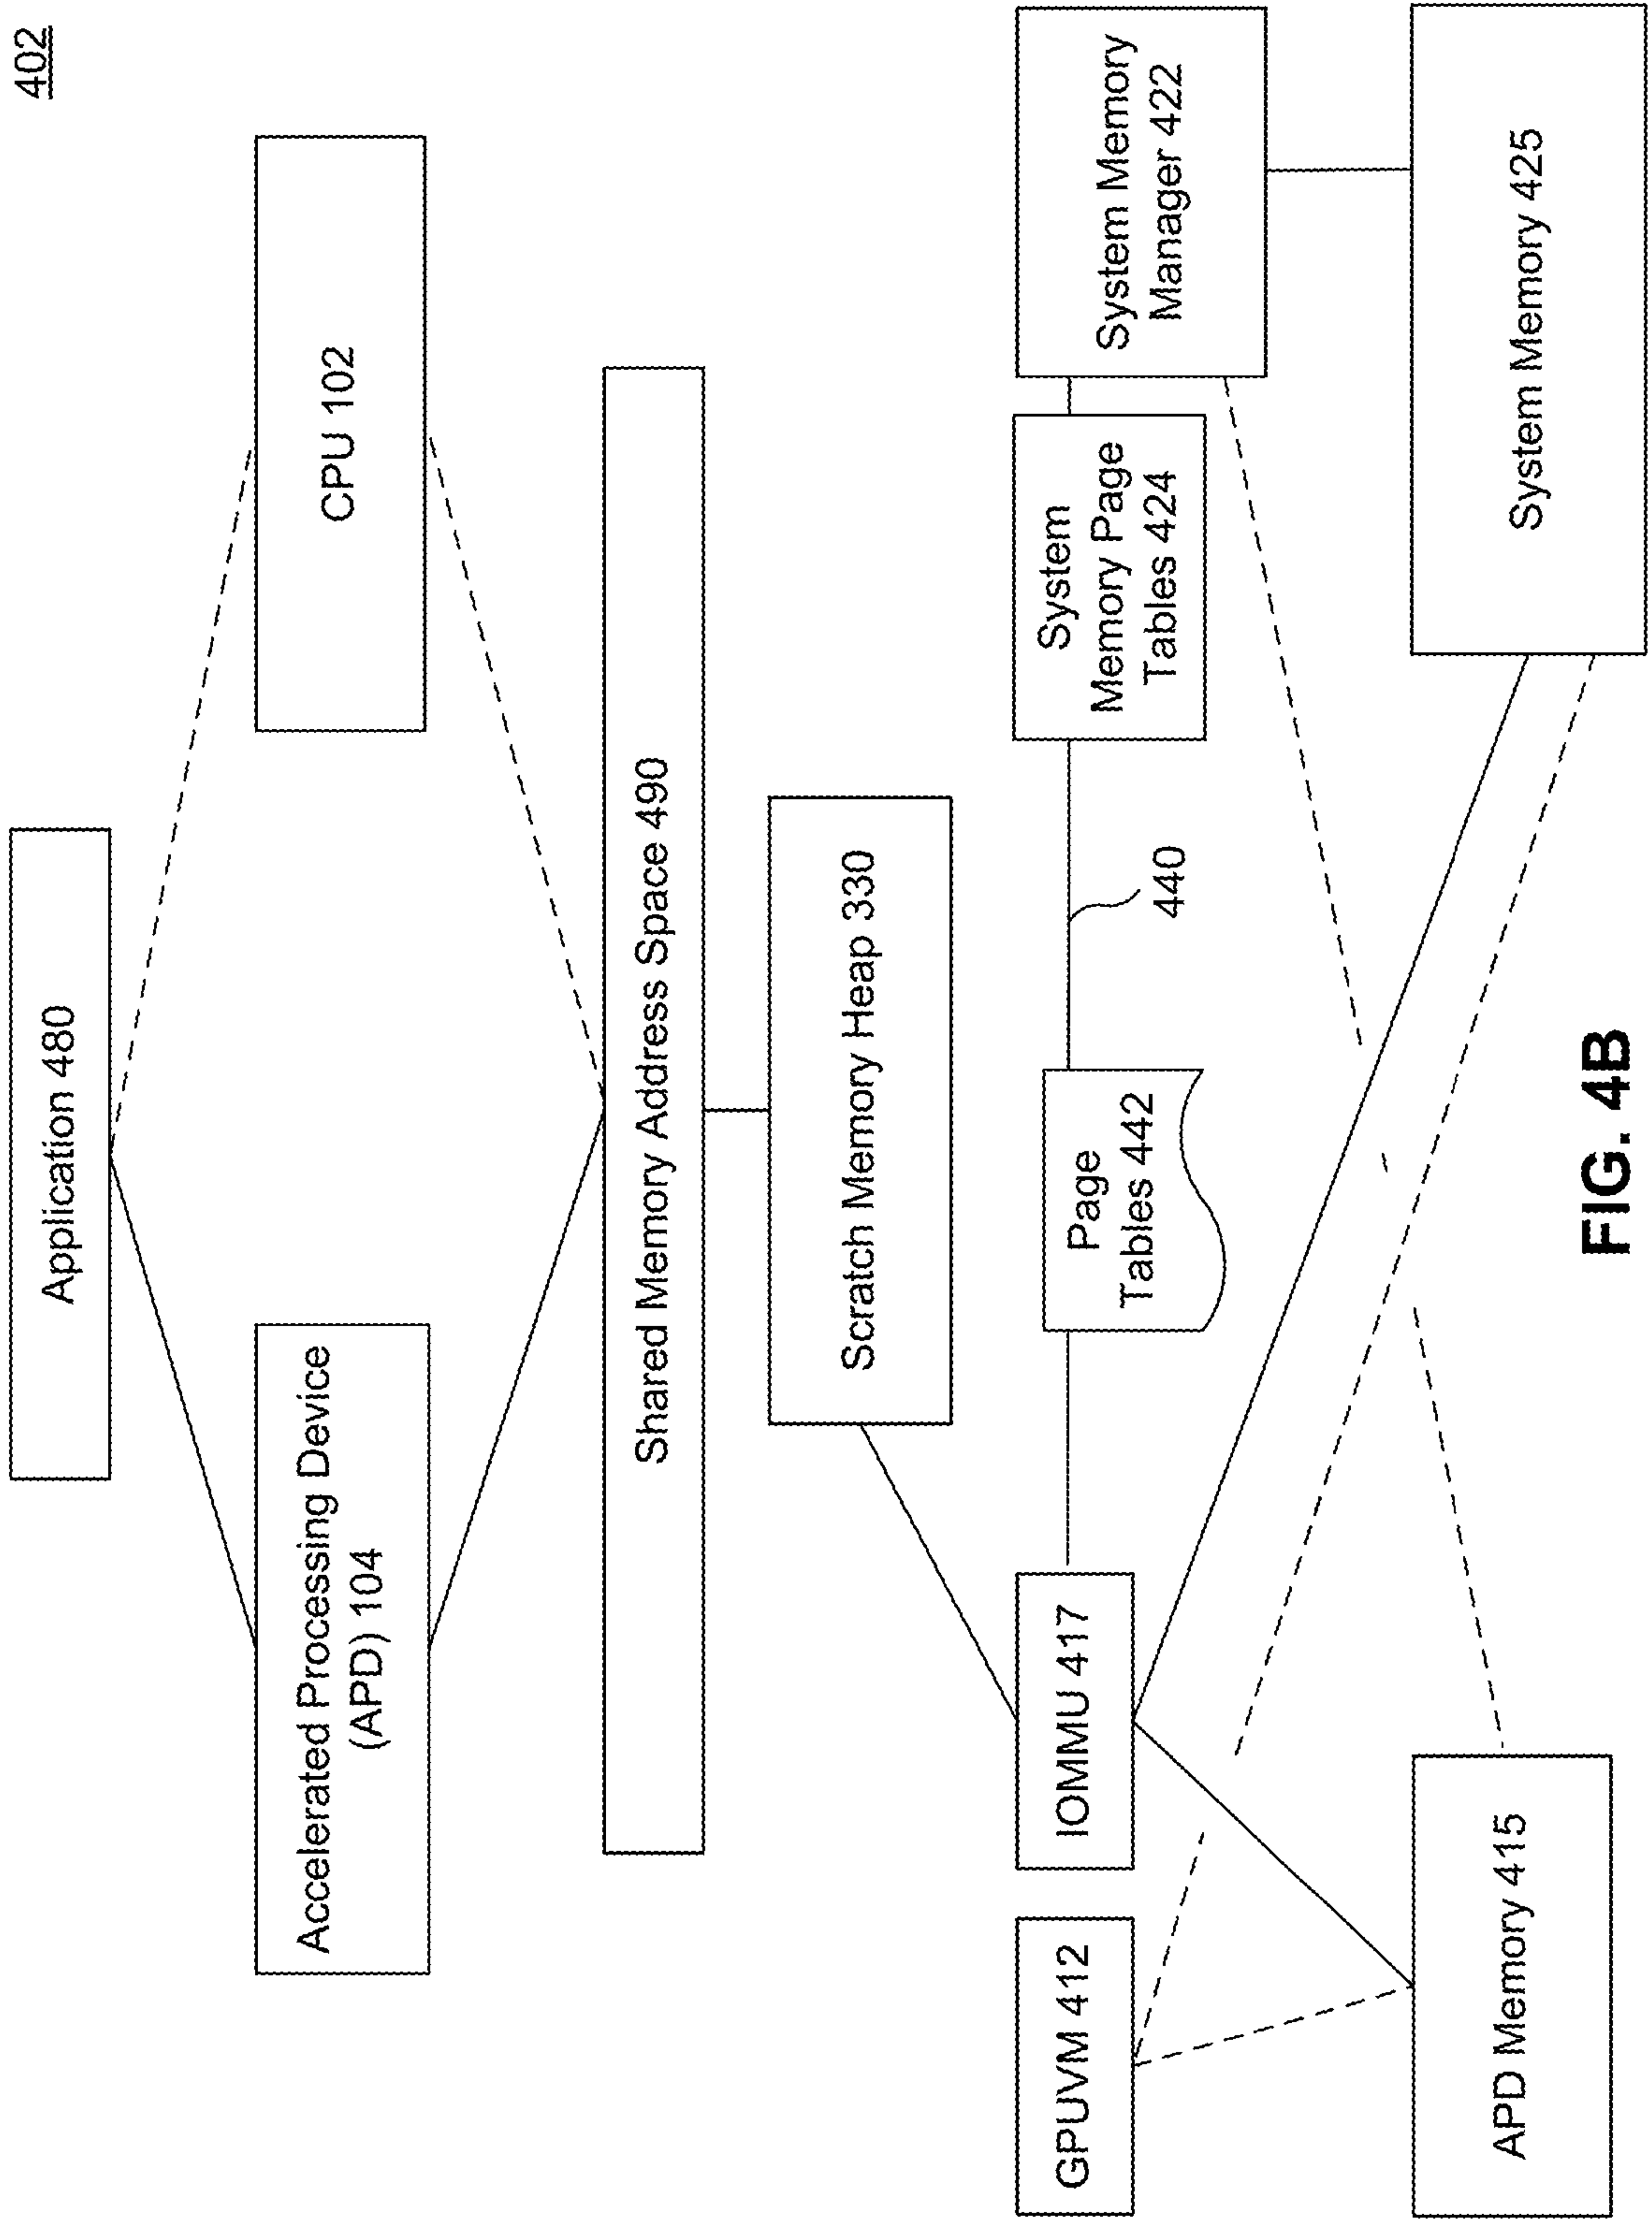 402
Application 480
Accelerated Processing Device
(APD) 104
CPU 102
Shared Memory Address Space 490
Scratch Memory Heap 330
GPUVM 412
IOMMU 417
Page
Tables 442
440
System
Memory Page
Tables 424
System Memory
Manager 422
APD Memory 415
System Memory 425
FIG. 4B